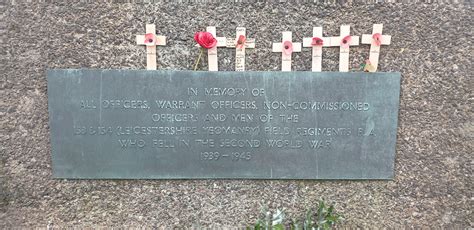 IN MEMORY OF
ALL OFFICERS, WARRANT OFFICERS, NON-COMMISSIONED
OFFICERS AND MEN OF THE
153 & 154 (LEICESTERSHIRE YEOMANRY) FIELD REGIMENTS R.A.
WHO FELL IN THE SECOND WORLD WAR
1939 – 1945